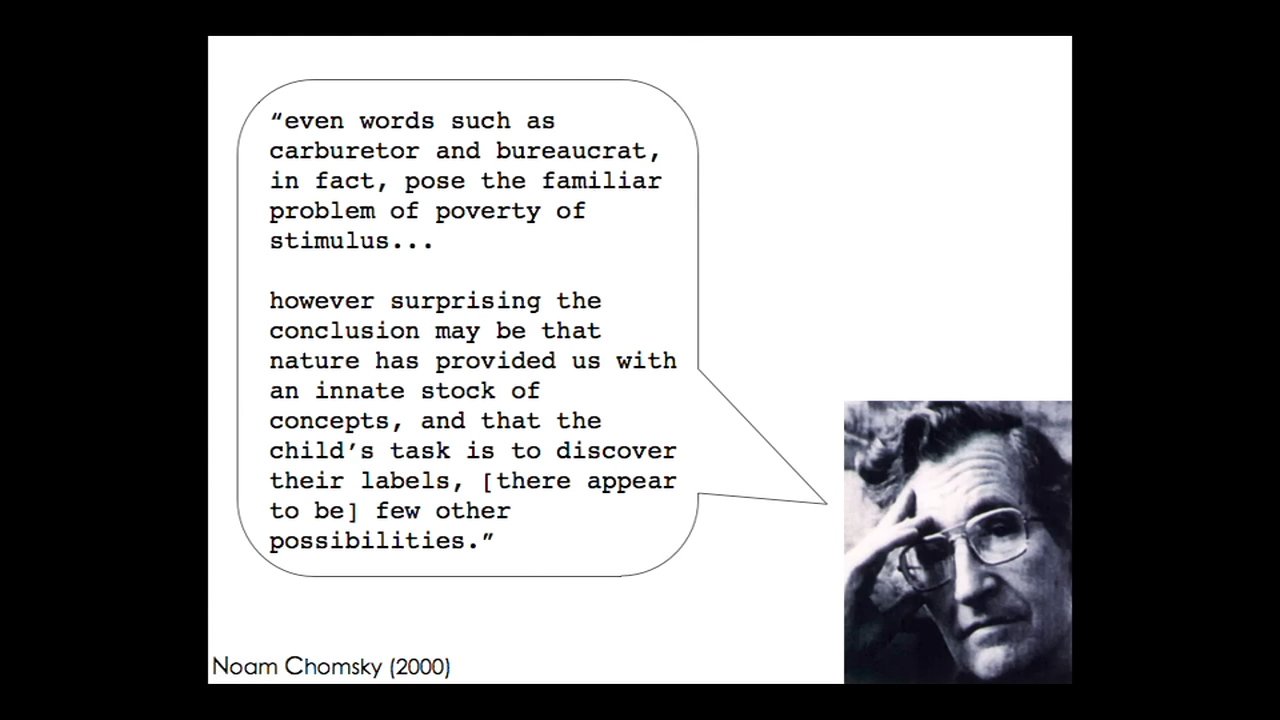 “even words such as
carburetor and bureaucrat,
in fact, pose the familiar
problem of poverty of
stimulus...
however surprising the
conclusion may be that
nature has provided us with
an innate stock of
concepts, and that the
child’s task is to discover
their labels, [there appear
to be] few other
possibilities.”
Noam Chomsky (2000)